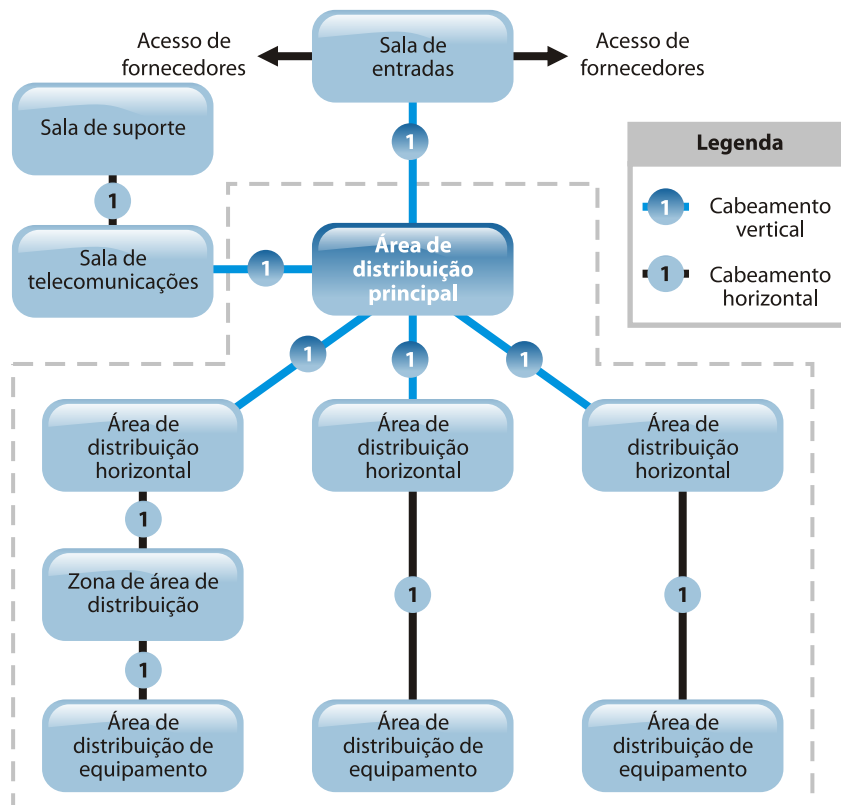 Acesso de
fornecedores
Sala de
entradas
Acesso de
fornecedores
Sala de suporte
1
1
Legenda
1
Cabeamento
vertical
1
Cabeamento
horizontal
Sala de
telecomunicações
1
Área de
distribuição
principal
1
1
1
Área de
distribuição
horizontal
Área de
distribuição
horizontal
Área de
distribuição
horizontal
1
Zona de área de
distribuição
1
1
1
Área de
distribuição de
equipamento
Área de
distribuição de
equipamento
Área de
distribuição de
equipamento